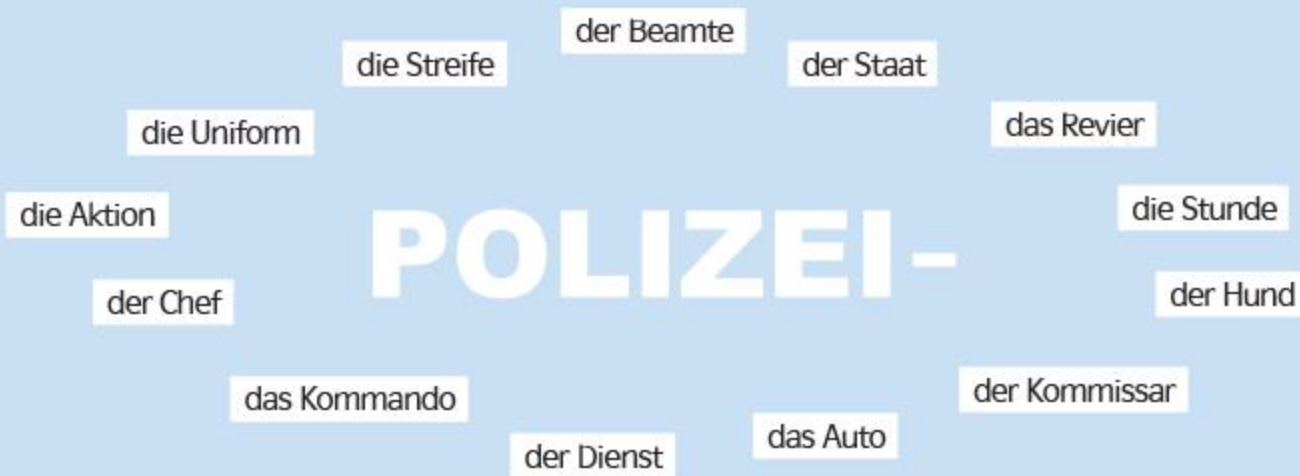 der Beamte
die Streife
der Staat
die Uniform
das Revier
die Aktion
die Stunde
POLIZEI-
der Chef
der Hund
das Kommando
der Kommissar
der Dienst
das Auto